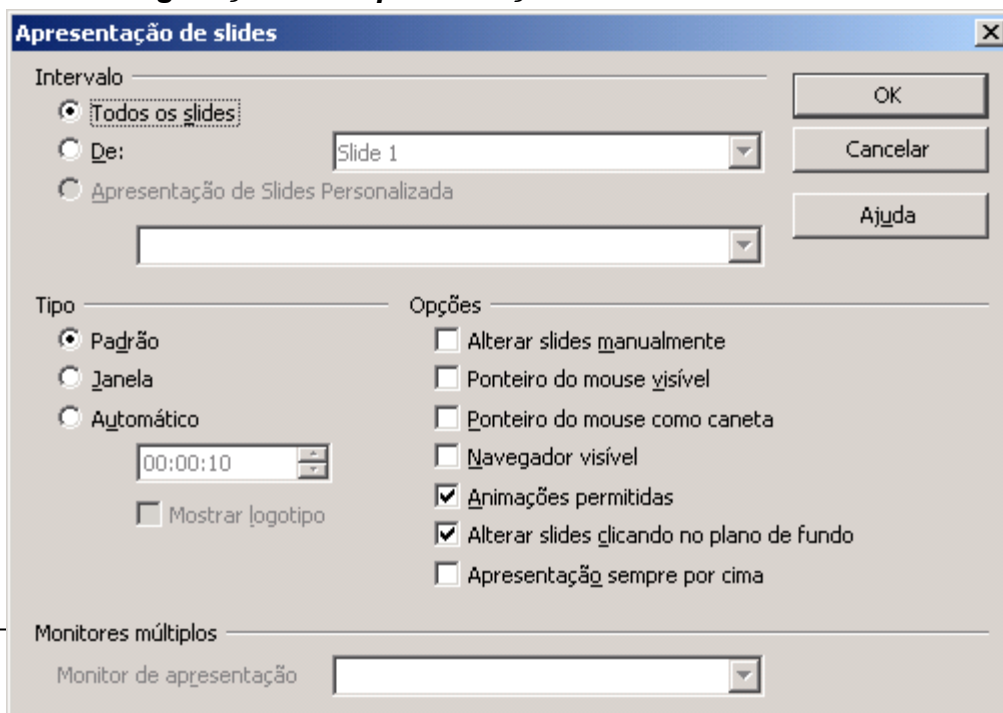 Apresentação de slides
Intervalo
Todos os slides
De:
Slide 1
Apresentação de Slides Personalizada
OK
Cancelar
Ajuda
Tipo
Padrão
Janela
Automático
00:00:10
Mostrar logotipo
Opções
Alterar slides manualmente
Ponteiro do mouse visível
Ponteiro do mouse como caneta
Navegador visível
Animações permitidas
Alterar slides clicando no plano de fundo
Apresentação sempre por cima
Monitores múltiplos
Monitor de apresentação